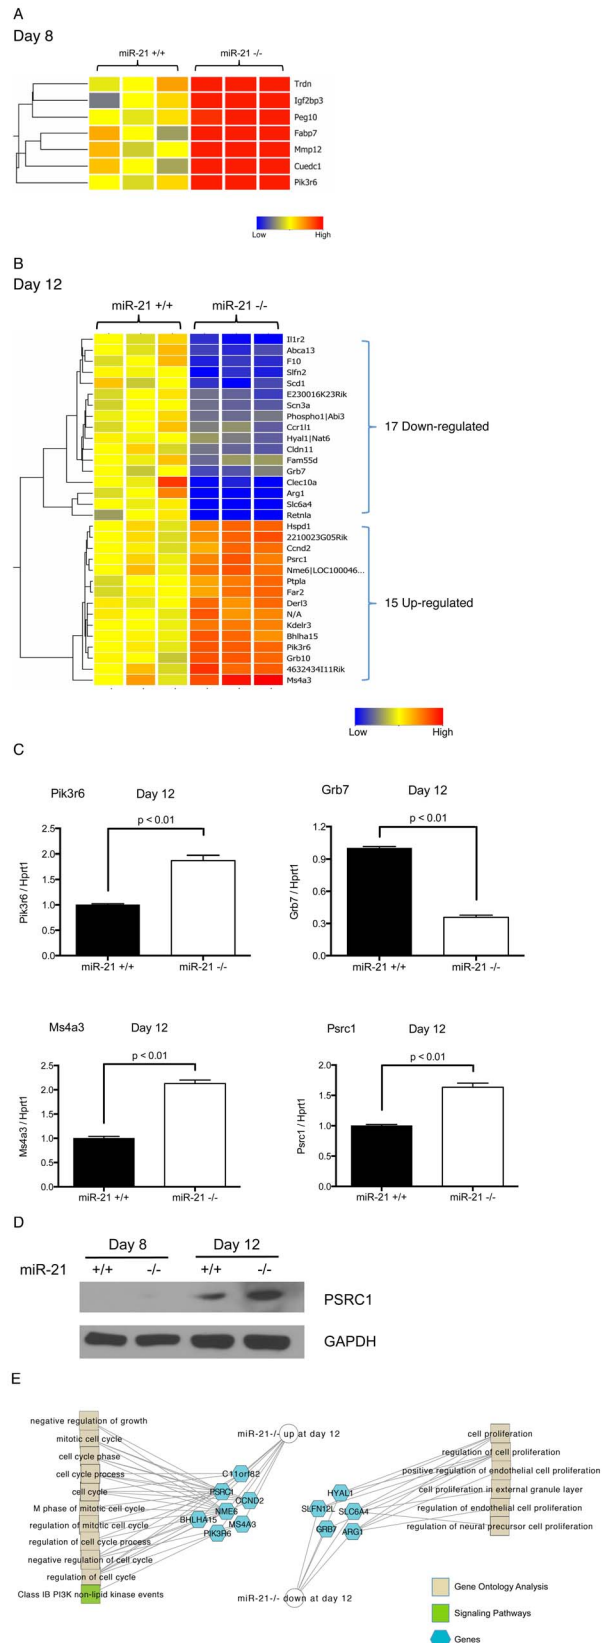 A
Day 8
miR-21 +/+ miR-21 -/-
Trdn
Igf2bp3
Peg10
Fabp7
Mmp12
Cuedc1
Pik3r6
Low High
B
Day 12
miR-21 +/+ miR-21 -/-
Il1r2
Abca13
F10
Slfn2
Scd1
E230016K23Rik
Scn3a
Phospho1|Abi3
Ccr1l1
Hyal1|Nat6
Cldn11
Fam55d
Grb7
Clec10a
Arg1
Slc6a4
Retnla
17 Down-regulated
Hspd1
2210023G05Rik
Ccnd2
Psrc1
Nme6|LOC100046...
Ptpla
Far2
Derl3
N/A
Kdelr3
Bhlha15
Pik3r6
Grb10
4632434I11Rik
Ms4a3
15 Up-regulated
Low High
C
Pik3r6 Day 12
p < 0.01
Pik3r6 / Hprt1
2.5
2.0
1.5
1.0
0.5
0.0
miR-21 +/+ miR-21 -/-
Grb7 Day 12
p < 0.01
Grb7 / Hprt1
1.2
0.9
0.6
0.3
0.0
miR-21 +/+ miR-21 -/-
Ms4a3 Day 12
p < 0.01
Ms4a3 / Hprt1
2.5
2.0
1.5
1.0
0.5
0.0
miR-21 +/+ miR-21 -/-
Psrc1 Day 12
p < 0.01
Psrc1 / Hprt1
2.0
1.5
1.0
0.5
0.0
miR-21 +/+ miR-21 -/-
D
Day 8 Day 12
miR-21 +/+ -/- +/+ -/-
PSRC1
GAPDH
E
negative regulation of growth
mitotic cell cycle
cell cycle phase
cell cycle process
cell cycle
M phase of mitotic cell cycle
regulation of mitotic cell cycle
regulation of cell cycle process
negative regulation of cell cycle
regulation of cell cycle
Class IB PI3K non-lipid kinase events
miR-21-/- up at day 12
C11orf82
PSRC1
CCND2
NME6
BHLHA15
MS4A3
PIK3R6
HYAL1
SLFN12L
SLC6A4
GRB7
ARG1
miR-21-/- down at day 12
cell proliferation
regulation of cell proliferation
positive regulation of endothelial cell proliferation
cell proliferation in external granule layer
regulation of endothelial cell proliferation
regulation of neural precursor cell proliferation
Gene Ontology Analysis
Signaling Pathways
Genes